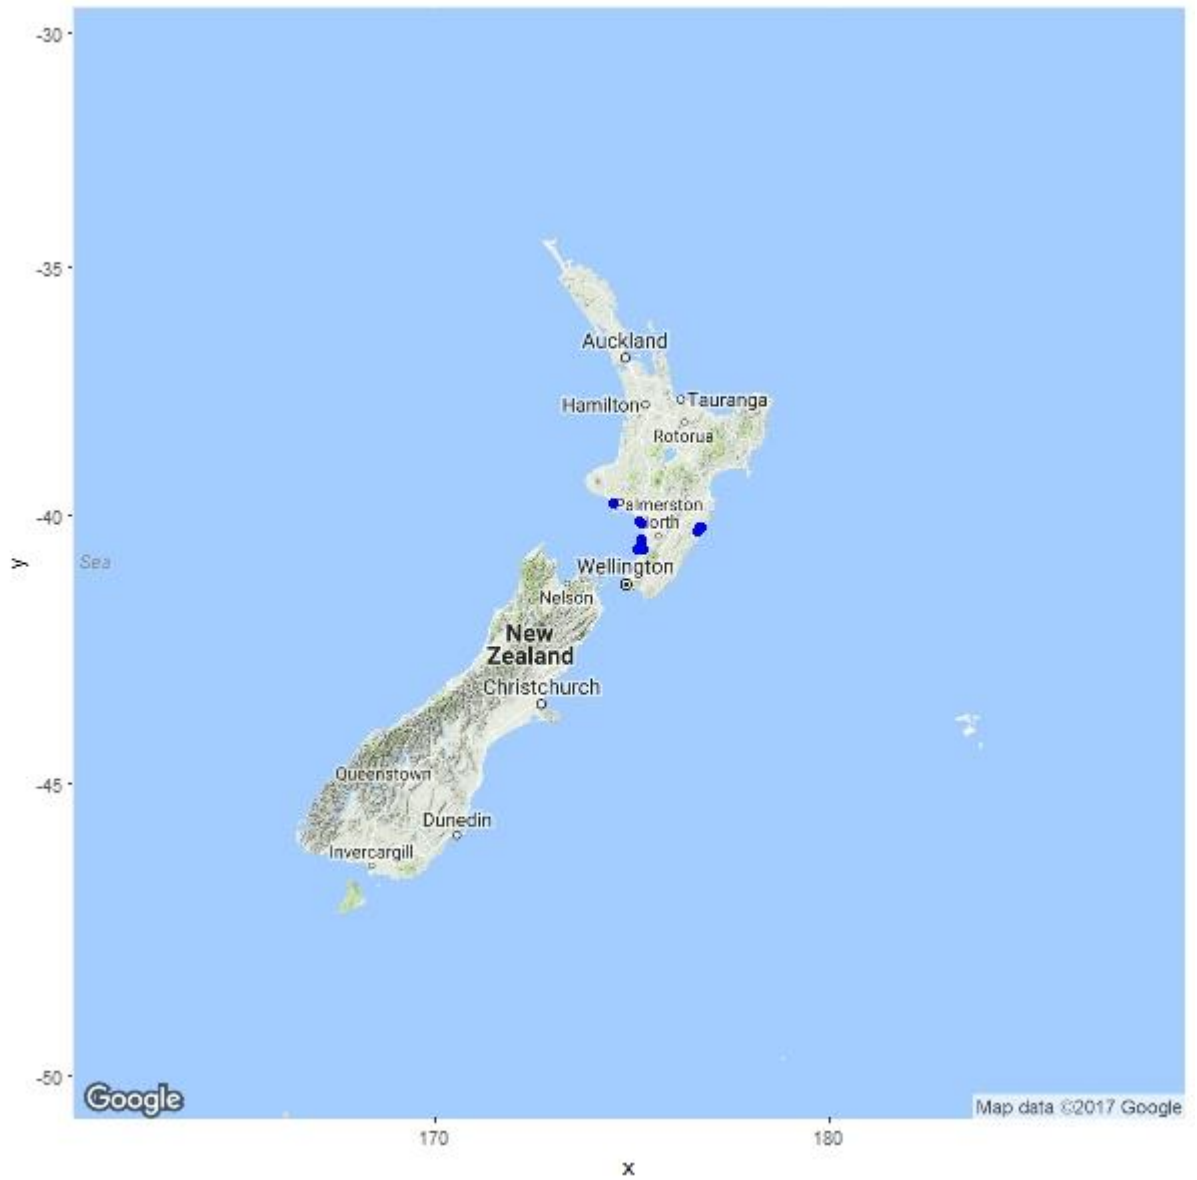 -30
-35
Auckland
Hamilton
Tauranga
Rotorua
Palmerston
-40
orth
y
Sea
Wellington
Nelson
New
Zealand
Christchurch
-45
Queenstown
Dunedin
Invercargill
-50
Google
Map data ©2017 Google
170
180
x